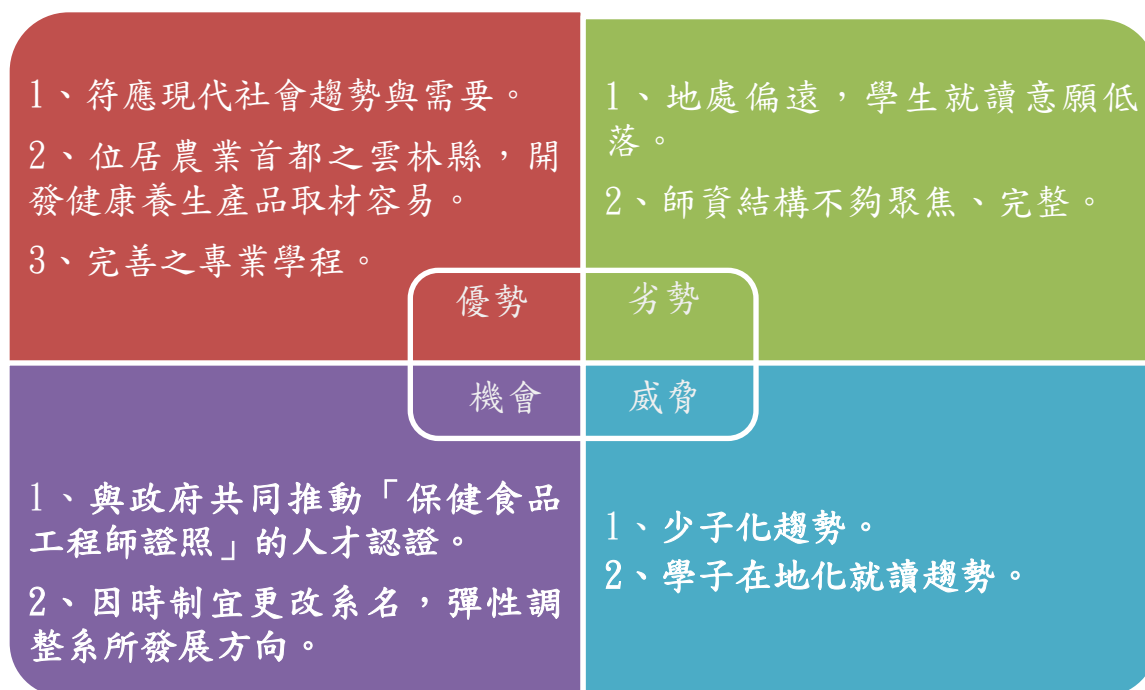 1、符應現代社會趨勢與需要。
2、位居農業首都之雲林縣，開
發健康養生產品取材容易。
3、完善之專業學程。
優勢
1、地處偏遠，學生就讀意願低
落。
2、師資結構不夠聚焦、完整。
劣勢
機會
1、與政府共同推動「保健食品
工程師證照」的人才認證。
2、因時制宜更改系名，彈性調
整系所發展方向。
威脅
1、少子化趨勢。
2、學子在地化就讀趨勢。